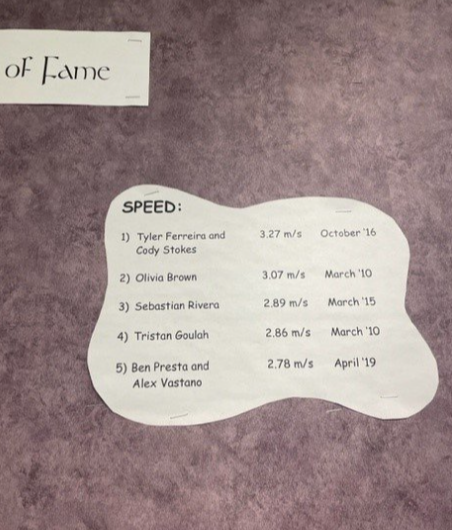 of Fame
SPEED:
1) Tyler Ferreira and 3.27 m/s October '16
Cody Stokes
2) Olivia Brown 3.07 m/s March '10
3) Sebastian Rivera 2.89 m/s March '15
4) Tristan Goulah 2.86 m/s March '10
5) Ben Presta and 2.78 m/s April '19
Alex Vastano